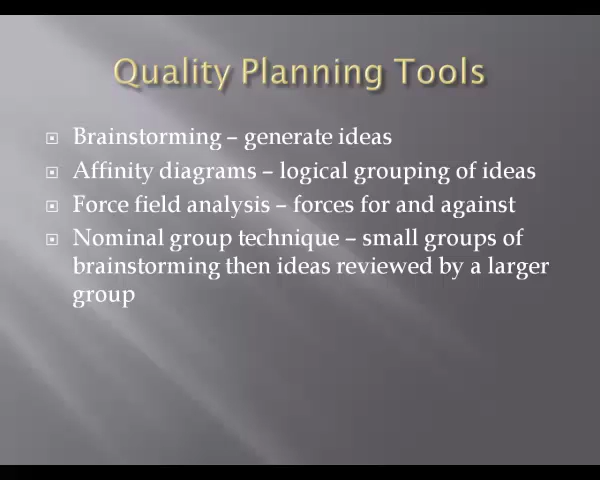 Quality Planning Tools
Brainstorming – generate ideas
Affinity diagrams – logical grouping of ideas
Force field analysis – forces for and against
Nominal group technique – small groups of
brainstorming then ideas reviewed by a larger
group